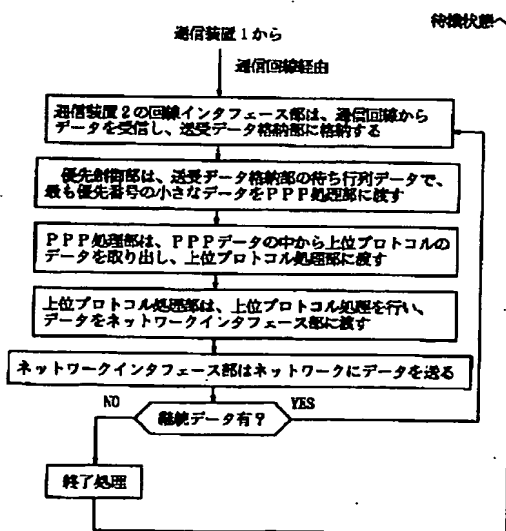 待機状態へ
通信装置1から
通信回線経由
通信装置2の回線インタフェース部は、通信回線から
データを受信し、送受データ格納部に格納する
優先制御部は、送受データ格納部の待ち行列データで、
最も優先番号の小さなデータをPPP処理部に渡す
PPP処理部は、PPPデータの中から上位プロトコルの
データを取り出し、上位プロトコル処理部に渡す
上位プロトコル処理部は、上位プロトコル処理を行い、
データをネットワークインタフェース部に渡す
ネットワークインタフェース部はネットワークにデータを送る
NO
継続データ有?
YES
終了処理